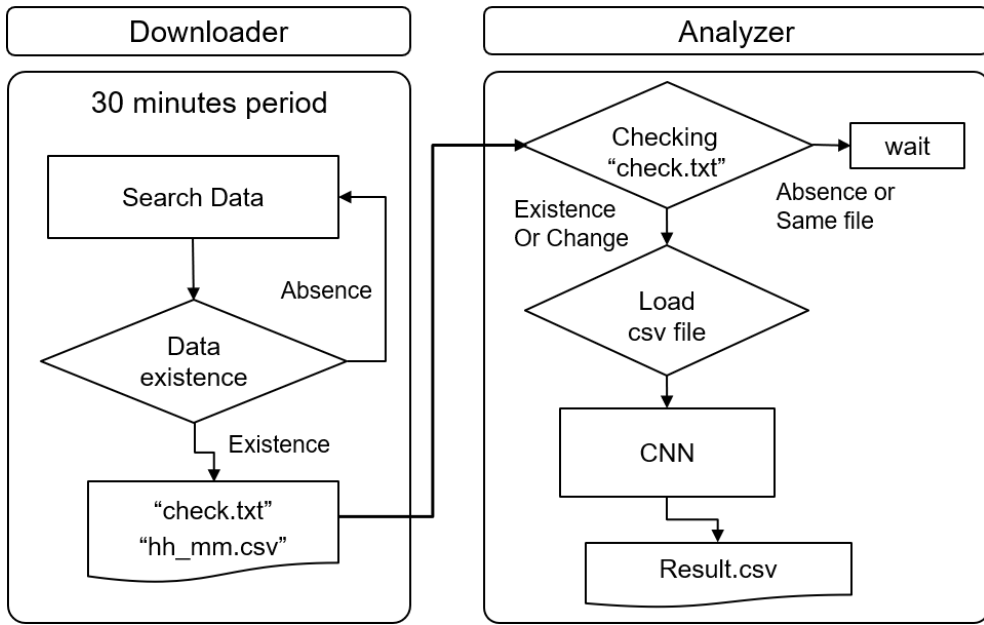 Downloader
30 minutes period
Search Data
Absence
Data
existence
Existence
“check.txt”
“hh_mm.csv”
Analyzer
Checking
“check.txt”
wait
Absence or
Same file
Existence
Or Change
Load
csv file
CNN
Result.csv